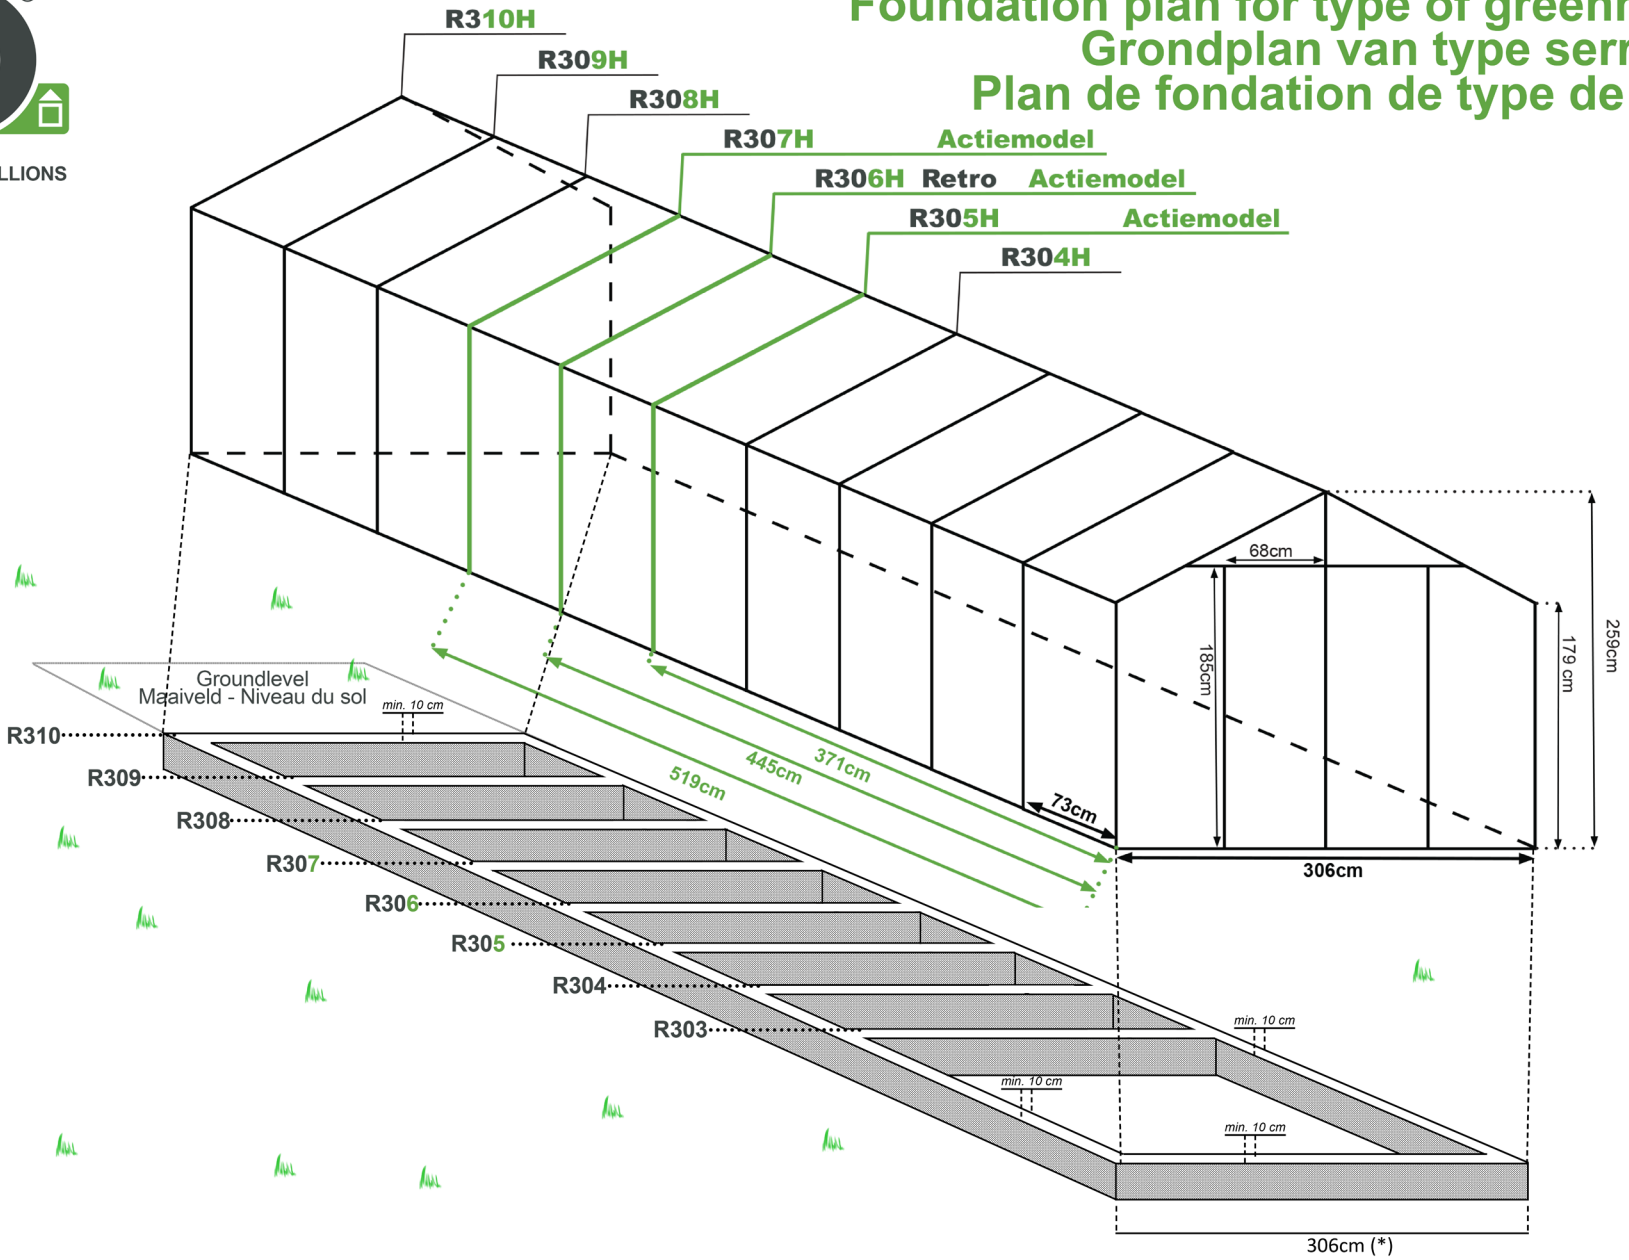 Foundation plan for type of
Grondplan van type
Plan de fondation de type de
R310H
R309H
R308H
R307H Actiemodel
R306H Retro Actiemodel
R305H Actiemodel
R304H
68cm
185cm
179 cm
259cm
Groundlevel
Maaiveld - Niveau du sol
min. 10 cm
R310
R309
R308
R307
R306
R305
R304
R303
519cm
445cm
371cm
73cm
306cm
min. 10 cm
min. 10 cm
min. 10 cm
306cm (*)